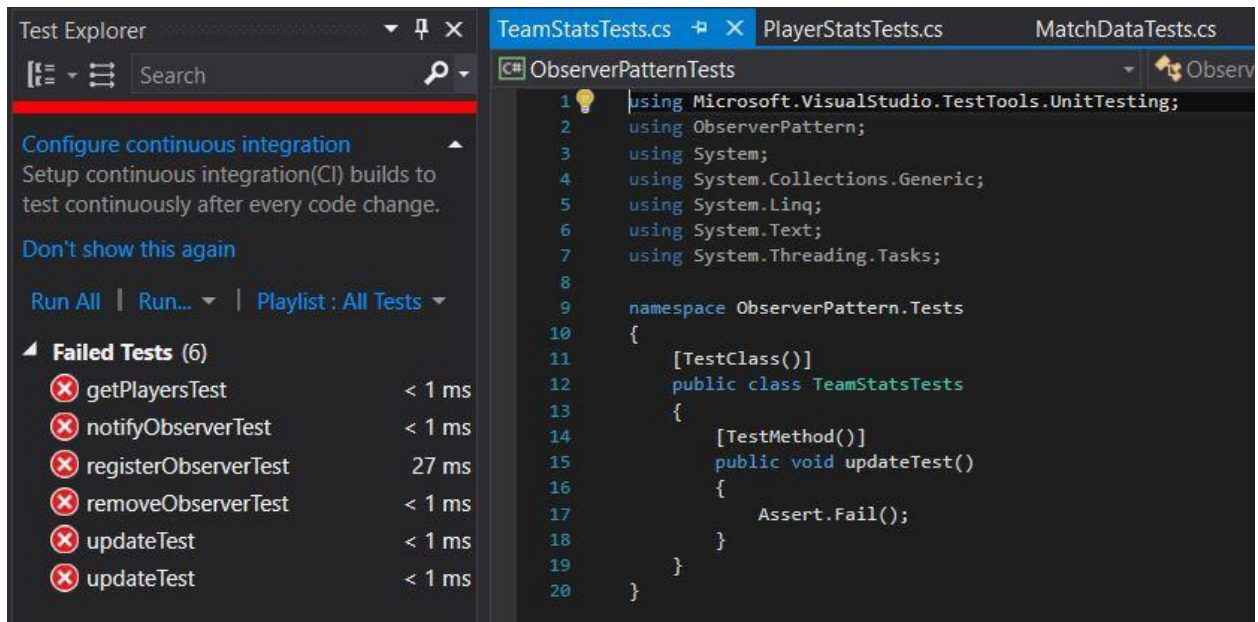 Test Explorer
Search
Configure continuous integration
Setup continuous integration(CI) builds to
test continuously after every code change.
Don't show this again
Run All | Run... | Playlist : All Tests
Failed Tests (6)
getPlayersTest < 1 ms
notifyObserverTest < 1 ms
registerObserverTest 27 ms
removeObserverTest < 1 ms
updateTest < 1 ms
updateTest < 1 ms
TeamStatsTests.cs PlayerStatsTests.cs MatchDataTests.cs
C# ObserverPatternTests Observ
1 using Microsoft.VisualStudio.TestTools.UnitTesting;
2 using ObserverPattern;
3 using System;
4 using System.Collections.Generic;
5 using System.Linq;
6 using System.Text;
7 using System.Threading.Tasks;
8
9 namespace ObserverPattern.Tests
10 {
11 [TestClass()]
12 public class TeamStatsTests
13 {
14 [TestMethod()]
15 public void updateTest()
16 {
17 Assert.Fail();
18 }
19 }
20 }